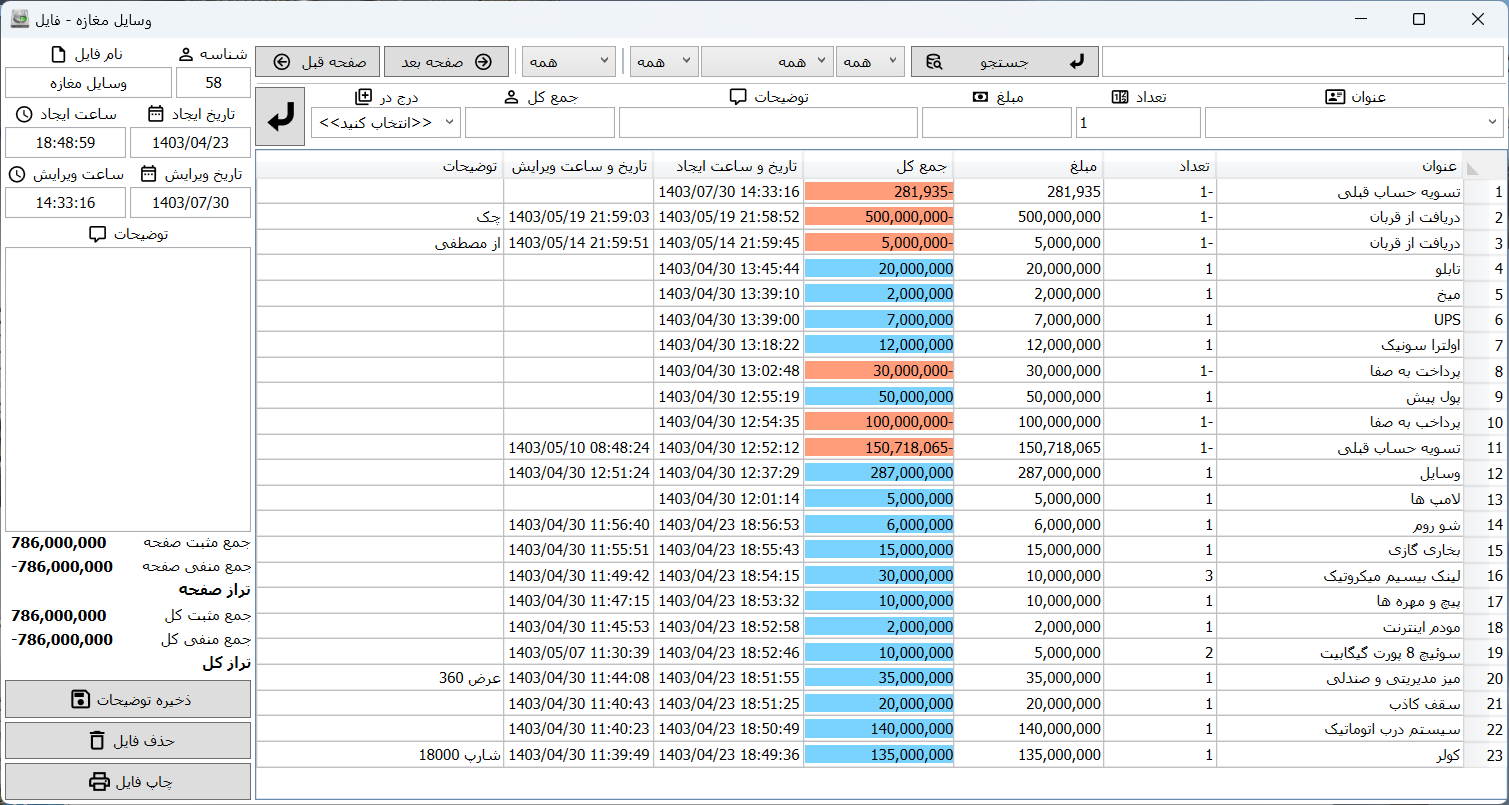 وسایل مغازه - فایل
شناسه
نام فایل
58
وسایل مغازه
تاریخ ایجاد
ساعت ایجاد
1403/04/23
18:48:59
تاریخ ویرایش
ساعت ویرایش
1403/07/30
14:33:16
توضیحات
جستجو
همه
همه
همه
همه
صفحه بعد
صفحه قبل
عنوان
تعداد
مبلغ
توضیحات
جمع کل
درج در
1
<<انتخاب کنید>>
عنوان تعداد مبلغ جمع کل تاریخ و ساعت ایجاد تاریخ و ساعت ویرایش توضیحات
1 تسویه حساب قبلی -1 281,935 281,935- 1403/07/30 14:33:16
2 دریافت از قربان -1 500,000,000 500,000,000- 1403/05/19 21:58:52 1403/05/19 21:59:03 چک
3 دریافت از قربان -1 5,000,000 5,000,000- 1403/05/14 21:59:45 1403/05/14 21:59:51 از مصطفی
4 تابلو 1 20,000,000 20,000,000 1403/04/30 13:45:44
5 میخ 1 2,000,000 2,000,000 1403/04/30 13:39:10
6 UPS 1 7,000,000 7,000,000 1403/04/30 13:39:00
7 اولترا سونیک 1 12,000,000 12,000,000 1403/04/30 13:18:22
8 پرداخت به صفا -1 30,000,000 30,000,000- 1403/04/30 13:02:48
9 پول پیش 1 50,000,000 50,000,000 1403/04/30 12:55:19
10 پرداخب به صفا -1 100,000,000 100,000,000- 1403/04/30 12:54:35
11 تسویه حساب قبلی -1 150,718,065 150,718,065- 1403/04/30 12:52:12 1403/05/10 08:48:24
12 وسایل 1 287,000,000 287,000,000 1403/04/30 12:37:29 1403/04/30 12:51:24
13 لامپ ها 1 5,000,000 5,000,000 1403/04/30 12:01:14
14 شو روم 1 6,000,000 6,000,000 1403/04/23 18:56:53 1403/04/30 11:56:40
15 بخاری گازی 1 15,000,000 15,000,000 1403/04/23 18:55:43 1403/04/30 11:55:51
16 لینک بیسیم میکروتیک 3 10,000,000 30,000,000 1403/04/23 18:54:15 1403/04/30 11:49:42
17 پیچ و مهره ها 1 10,000,000 10,000,000 1403/04/23 18:53:32 1403/04/30 11:47:15
18 مودم اینترنت 1 2,000,000 2,000,000 1403/04/23 18:52:58 1403/04/30 11:45:53
19 سوئیچ 8 پورت گیگابیت 2 5,000,000 10,000,000 1403/04/23 18:52:46 1403/05/07 11:30:39
20 میز مدیریتی و صندلی 1 35,000,000 35,000,000 1403/04/23 18:51:55 1403/04/30 11:44:08 عرض 360
21 سقف کاذب 1 20,000,000 20,000,000 1403/04/23 18:51:25 1403/04/30 11:40:43
22 سیستم درب اتوماتیک 1 140,000,000 140,000,000 1403/04/23 18:50:49 1403/04/30 11:40:23
23 کولر 1 135,000,000 135,000,000 1403/04/23 18:49:36 1403/04/30 11:39:49 شارپ 18000
جمع مثبت صفحه 786,000,000
جمع منفی صفحه -786,000,000
تراز صفحه
جمع مثبت کل 786,000,000
جمع منفی کل -786,000,000
تراز کل
ذخیره توضیحات
حذف فایل
چاپ فایل